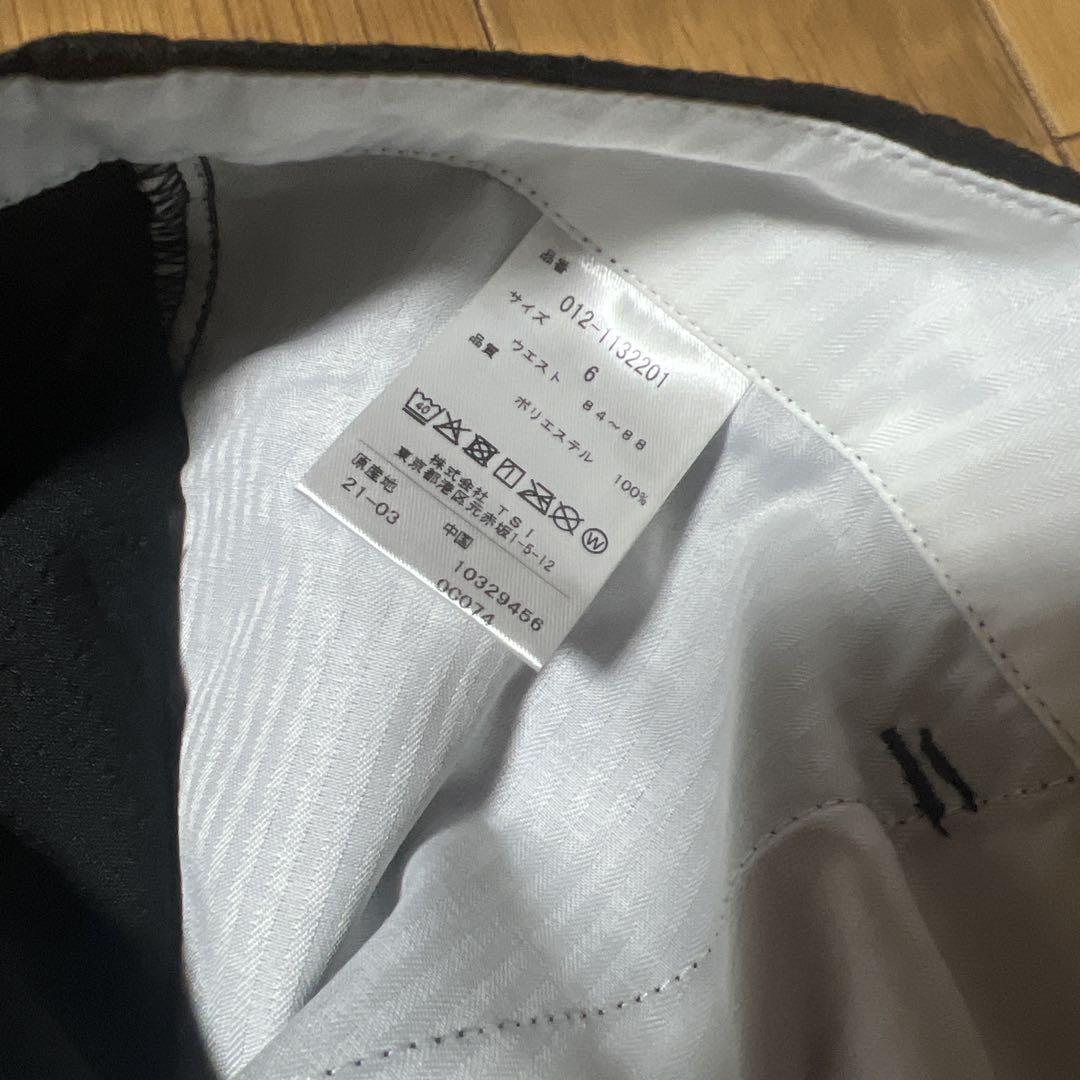 品番 012-1132201
サイズ 6
ウエスト 84〜88
品質 ポリエステル 100%
40
W
株式会社 TSI
東京都港区元赤坂1-5-12
原産地 中国
21-03 10329456
00074